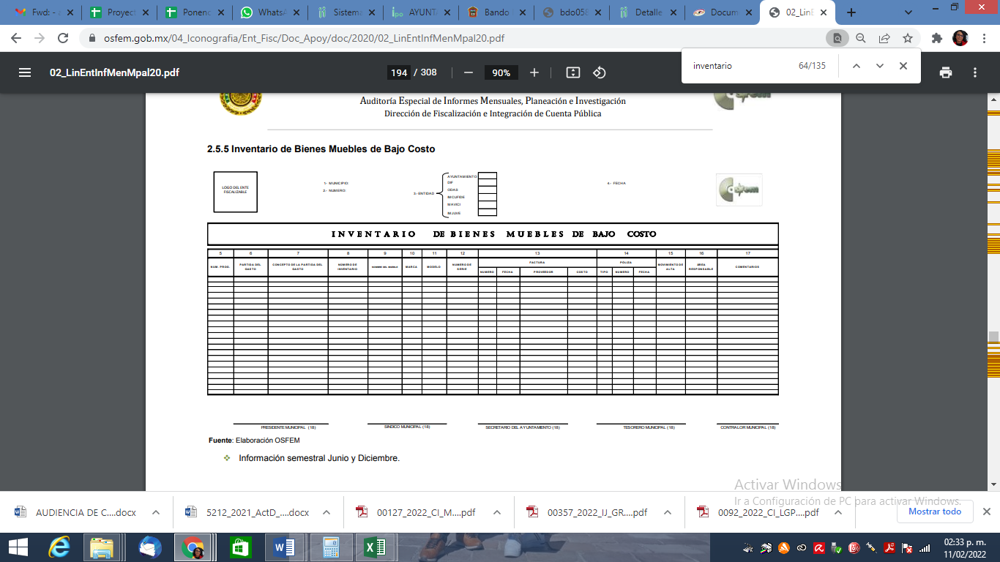 Fwd: - a
Proyect
Ponenc
WhatsA
Sistema
AYUNTA
Bando
bdo058
Detalle
Docum
02_LinE
osfem.gob.mx/04_Iconografia/Ent_Fisc/Doc_Apoy/doc/2020/02_LinEntInfMenMpal20.pdf
inventario 64/135
02_LinEntInfMenMpal20.pdf
194 / 308
90%
Auditoría Especial de Informes Mensuales, Planeación e Investigación
Dirección de Fiscalización e Integración de Cuenta Pública
2.5.5 Inventario de Bienes Muebles de Bajo Costo
LOGO DEL ENTE
FISCALIZABLE
1- MUNICIPIO:
2.- NUMERO:
3.- ENTIDAD
AYUNTAMIENTO
DIF
ODAS
IMCUFIDE
MAVICI
IMJUVE
4.- FECHA
INVENTARIO DE BIENES MUEBLES DE BAJO COSTO
5 6 7 8 9 10 11 12 13 14 15 16 17
NUM. PROG.
PARTIDA DEL GASTO
CONCEPTO DE LA PARTIDA DEL GASTO
NÚMERO DE INVENTARIO
NOMBRE DEL MUEBLE
MARCA
MODELO
NUMERO DE SERIE
FACTURA
NUMERO FECHA PROVEEDOR COSTO
PÓLIZA
TIPO NUMERO FECHA
MOVIMIENTO DE ALTA
ÁREA RESPONSABLE
COMENTARIOS
PRESIDENTE MUNICIPAL (18)
SINDICO MUNICIPAL (18)
SECRETARIO DEL AYUNTAMIENTO (18)
TESORERO MUNICIPAL (18)
CONTRALOR MUNICIPAL (18)
Fuente: Elaboración OSFEM
Información semestral Junio y Diciembre.
Activar Windows
Ir a Configuración de PC para activar Windows.
AUDIENCIA DE C....docx
5212_2021_ActD_....docx
00127_2022_CI_M....pdf
00357_2022_IJ_GR....pdf
0092_2022_CI_LGP....pdf
Mostrar todo
02:33 p. m.
11/02/2022